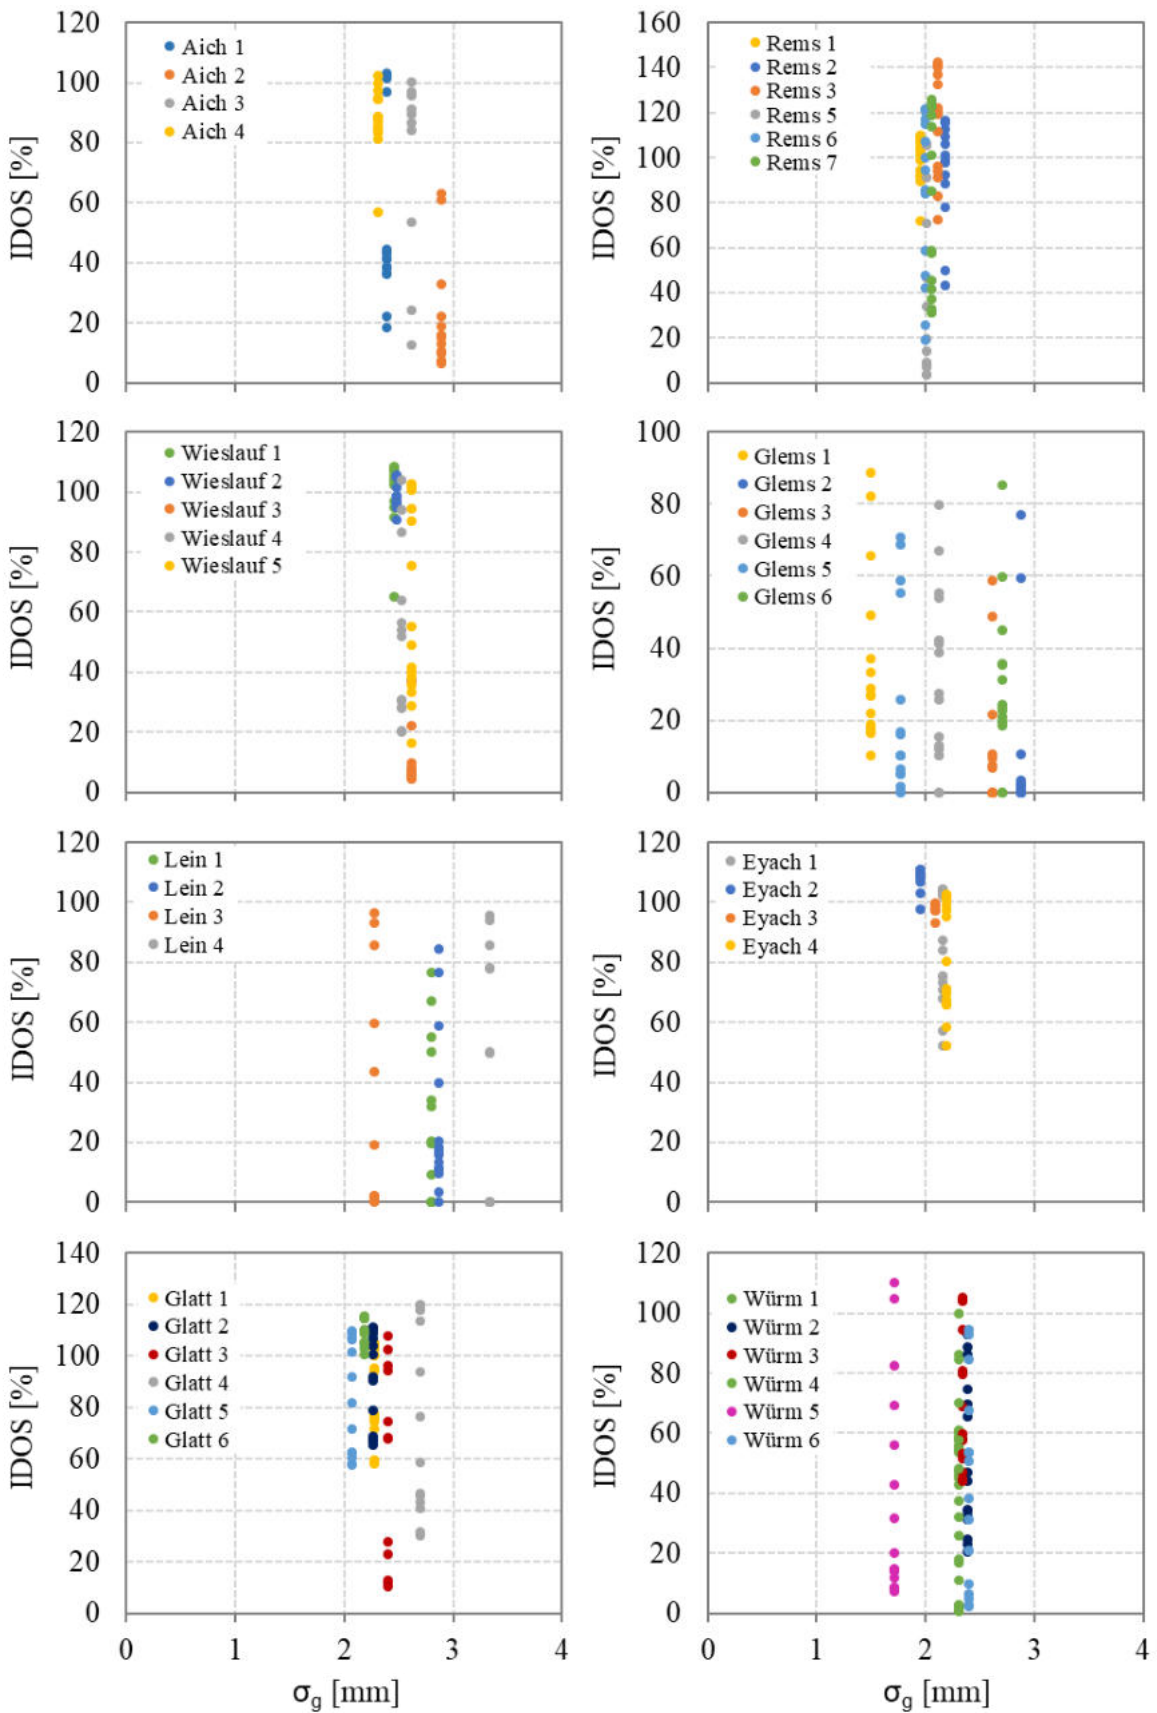 120
100
80
60
40
20
0
IDOS [%]
Aich 1
Aich 2
Aich 3
Aich 4
160
140
120
100
80
60
40
20
0
IDOS [%]
Rems 1
Rems 2
Rems 3
Rems 5
Rems 6
Rems 7
120
100
80
60
40
20
0
IDOS [%]
Wieslauf 1
Wieslauf 2
Wieslauf 3
Wieslauf 4
Wieslauf 5
100
80
60
40
20
0
IDOS [%]
Glems 1
Glems 2
Glems 3
Glems 4
Glems 5
Glems 6
120
100
80
60
40
20
0
IDOS [%]
Lein 1
Lein 2
Lein 3
Lein 4
120
100
80
60
40
20
0
IDOS [%]
Eyach 1
Eyach 2
Eyach 3
Eyach 4
140
120
100
80
60
40
20
0
IDOS [%]
Glatt 1
Glatt 2
Glatt 3
Glatt 4
Glatt 5
Glatt 6
0 1 2 3 4
σg [mm]
120
100
80
60
40
20
0
IDOS [%]
Würm 1
Würm 2
Würm 3
Würm 4
Würm 5
Würm 6
0 1 2 3 4
σg [mm]